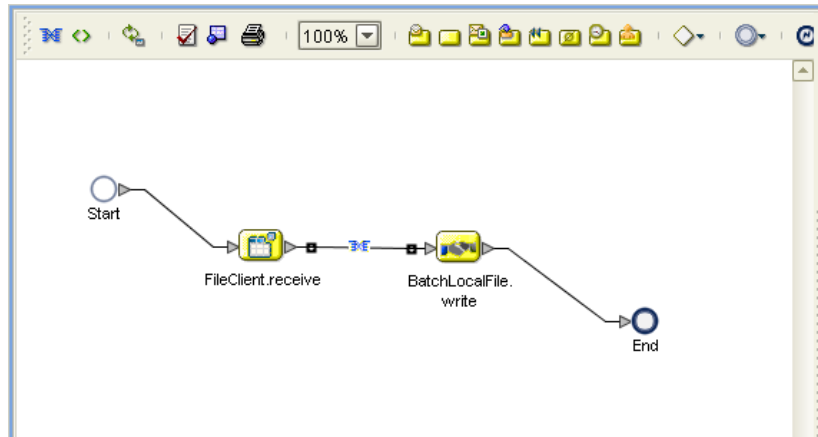 100%
Start
FileClient.receive
BatchLocalFile.
write
End